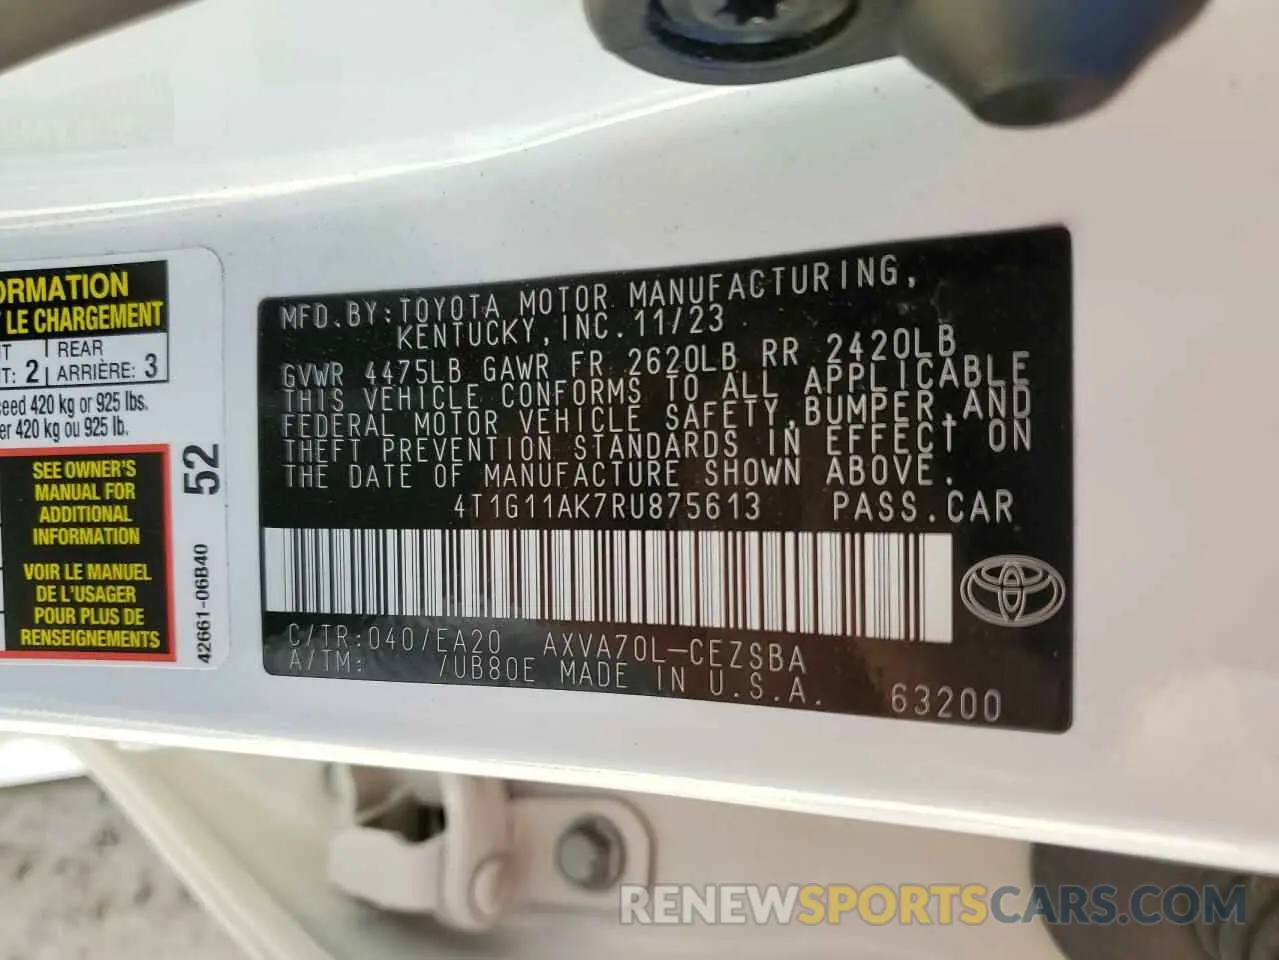 ORMATION
LE CHARGEMENT
REAR
2 ARRIÈRE: 3
420 kg or 925 lbs.
420 kg ou 925 lb.
SEE OWNER'S
MANUAL FOR
ADDITIONAL
INFORMATION
VOIR LE MANUEL
DE L'USAGER
POUR PLUS DE
RENSEIGNEMENTS
52
42661-06B40
MFD.BY:TOYOTA MOTOR MANUFACTURING,
KENTUCKY,INC.11/23
GVWR 4475LB GAWR FR 2620LB RR 2420LB
THIS VEHICLE CONFORMS TO ALL APPLICABLE
FEDERAL MOTOR VEHICLE SAFETY,BUMPER,AND
THEFT PREVENTION STANDARDS IN EFFECT ON
THE DATE OF MANUFACTURE SHOWN ABOVE.
4T1G11AK7RU875613 PASS.CAR
C/TR:040/EA20 AXVA70L-CEZSBA
A/TM: /UB80E MADE IN U.S.A. 63200
RENEWSPORTSCARS.COM